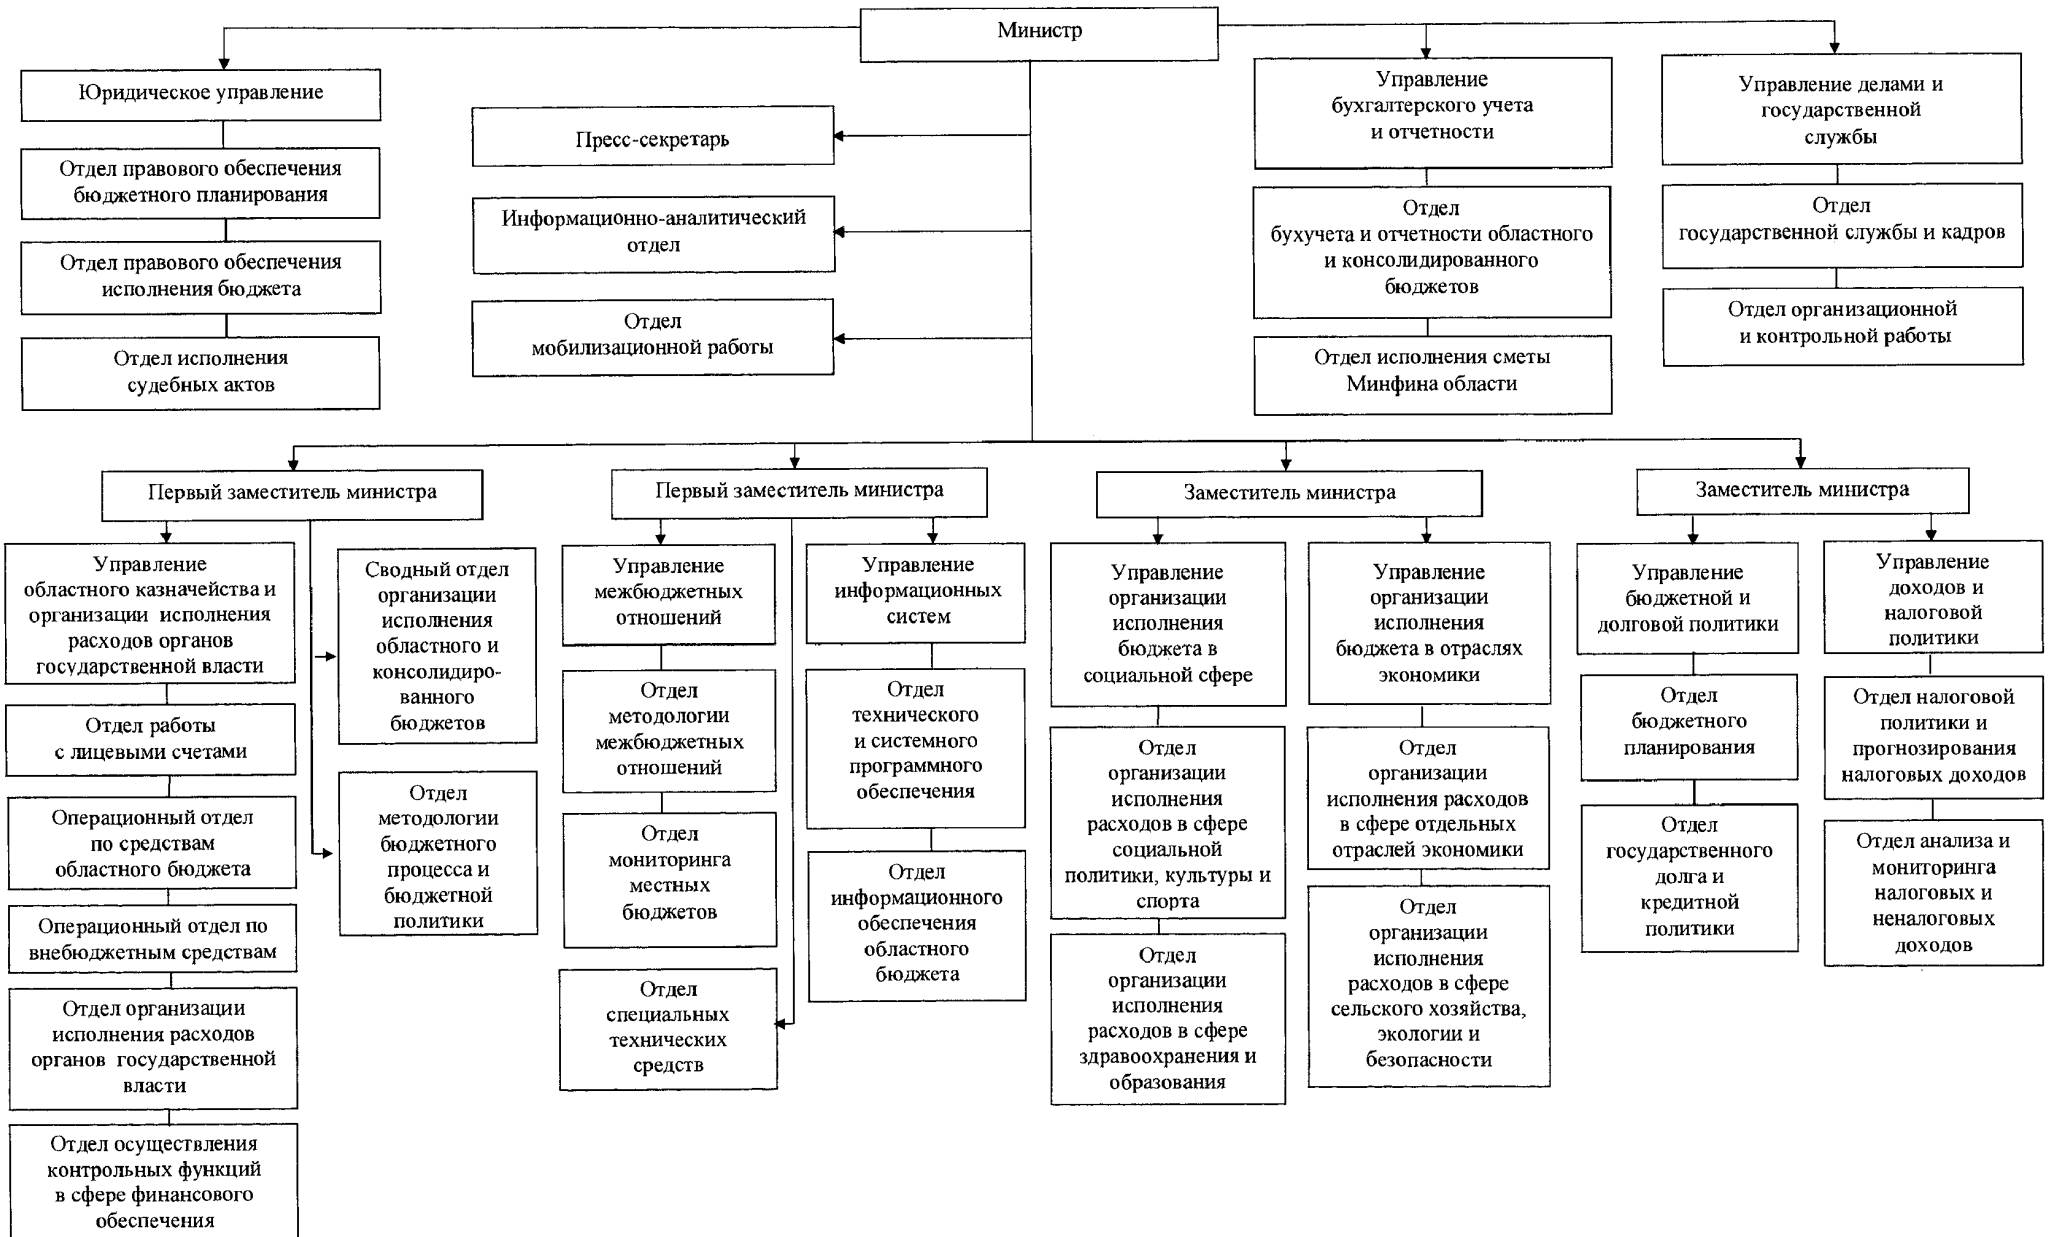 Министр
Юридическое управление
Отдел правового обеспечения
бюджетного планирования
Отдел правового обеспечения
исполнения бюджета
Отдел исполнения
судебных актов
Пресс-секретарь
Информационно-аналитический
отдел
Отдел
мобилизационной работы
Управление
бухгалтерского учета
и отчетности
Отдел
бухучета и отчетности областного
и консолидированного
бюджетов
Отдел исполнения сметы
Минфина области
Управление делами и
государственной
службы
Отдел
государственной службы и кадров
Отдел организационной
и контрольной работы
Первый заместитель министра
Управление
областного казначейства и
организации исполнения
расходов органов
государственной власти
Отдел работы
с лицевыми счетами
Операционный отдел
по средствам
областного бюджета
Операционный отдел по
внебюджетным средствам
Отдел организации
исполнения расходов
органов государственной
власти
Отдел осуществления
контрольных функций
в сфере финансового
обеспечения
Сводный отдел
организации
исполнения
областного и
консолидиро-
ванного
бюджетов
Отдел
методологии
бюджетного
процесса и
бюджетной
политики
Первый заместитель министра
Управление
межбюджетных
отношений
Отдел
методологии
межбюджетных
отношений
Отдел
мониторинга
местных
бюджетов
Отдел
специальных
технических
средств
Управление
информационных
систем
Отдел
технического
и системного
программного
обеспечения
Отдел
информационного
обеспечения
областного
бюджета
Заместитель министра
Управление
организации
исполнения
бюджета в
социальной сфере
Отдел
организации
исполнения
расходов в сфере
социальной
политики, культуры и
спорта
Отдел
организации
исполнения
расходов в сфере
здравоохранения и
образования
Управление
организации
исполнения
бюджета в отраслях
экономики
Отдел
организации
исполнения расходов
в сфере отдельных
отраслей экономики
Отдел
организации
исполнения
расходов в сфере
сельского хозяйства,
экологии и
безопасности
Заместитель министра
Управление
бюджетной и
долговой политики
Отдел
бюджетного
планирования
Отдел
государственного
долга и
кредитной
политики
Управление
доходов и
налоговой
политики
Отдел налоговой
политики и
прогнозирования
налоговых доходов
Отдел анализа и
мониторинга
налоговых и
неналоговых
доходов